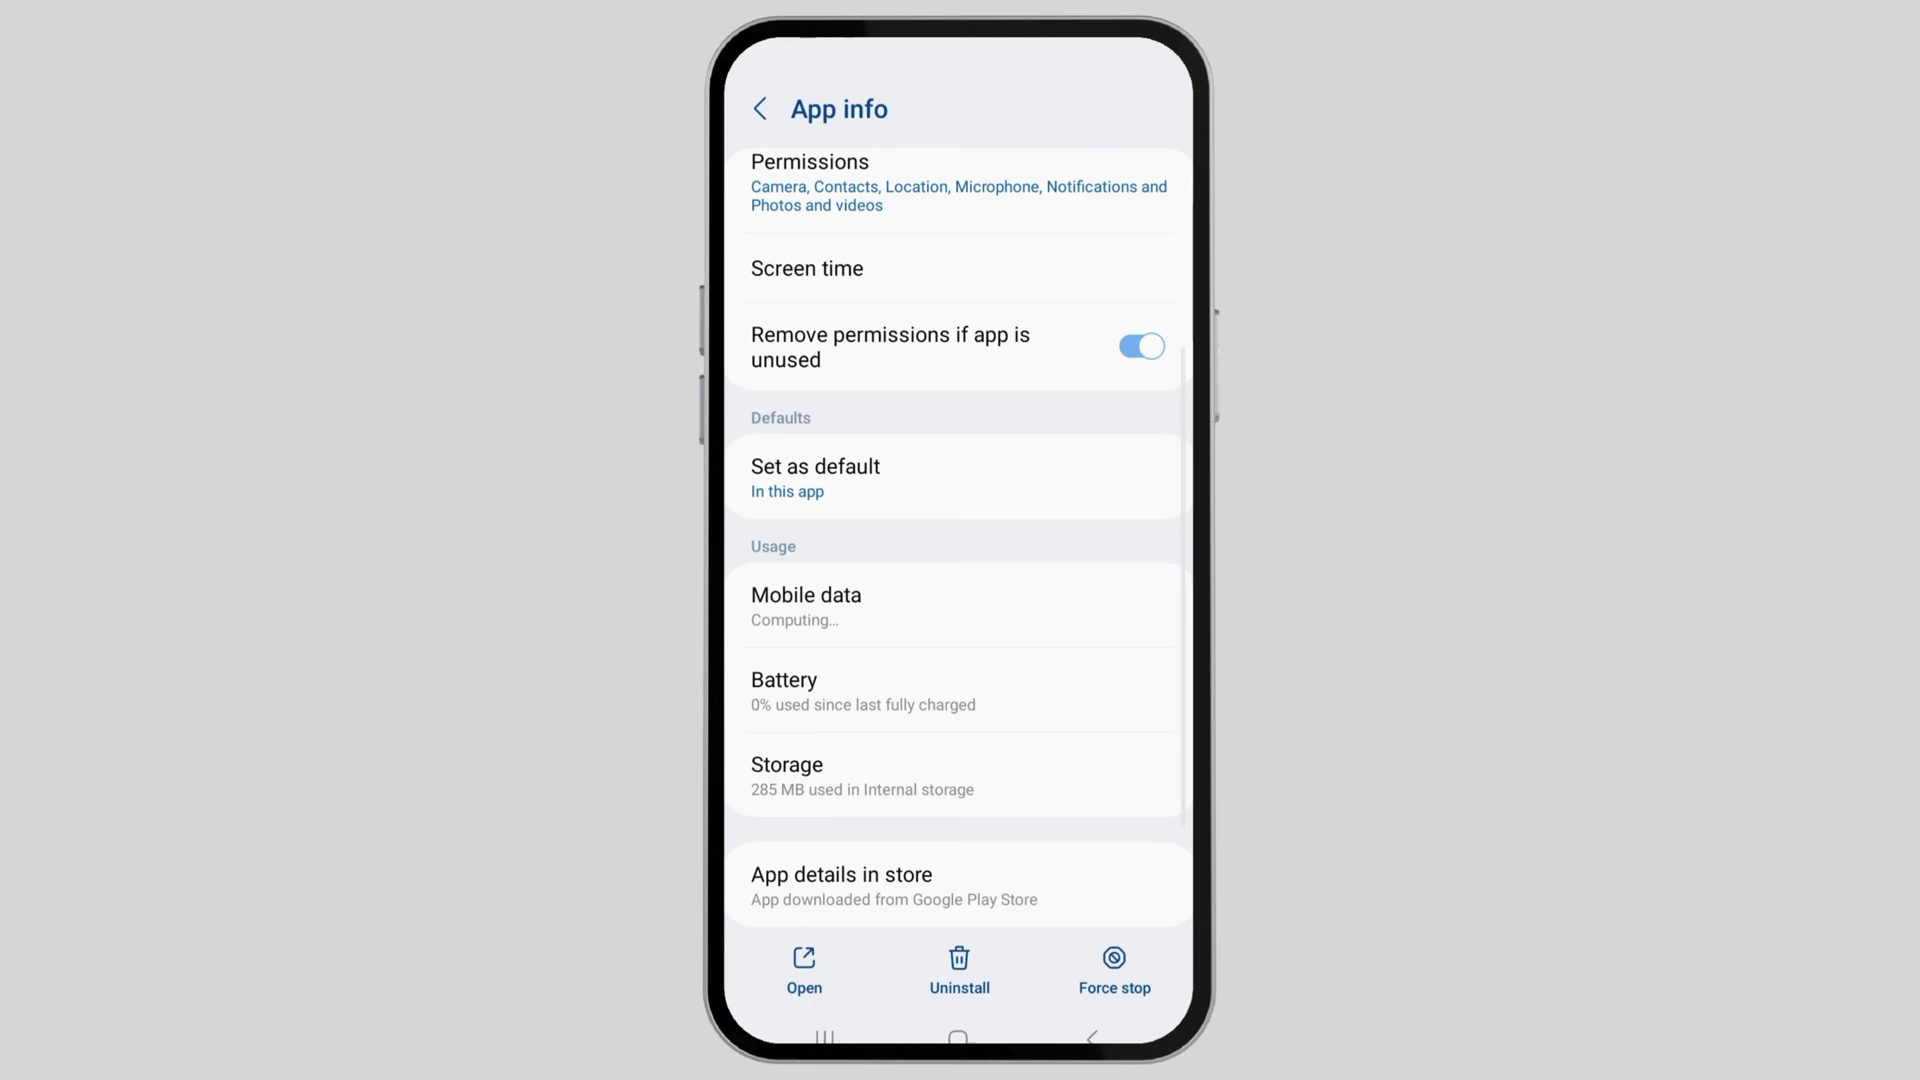 App info
Permissions
Camera, Contacts, Location, Microphone, Notifications and
Photos and videos
Screen time
Remove permissions if app is
unused
Defaults
Set as default
In this app
Usage
Mobile data
Computing...
Battery
0% used since last fully charged
Storage
285 MB used in Internal storage
App details in store
App downloaded from Google Play Store
Open
Uninstall
Force stop